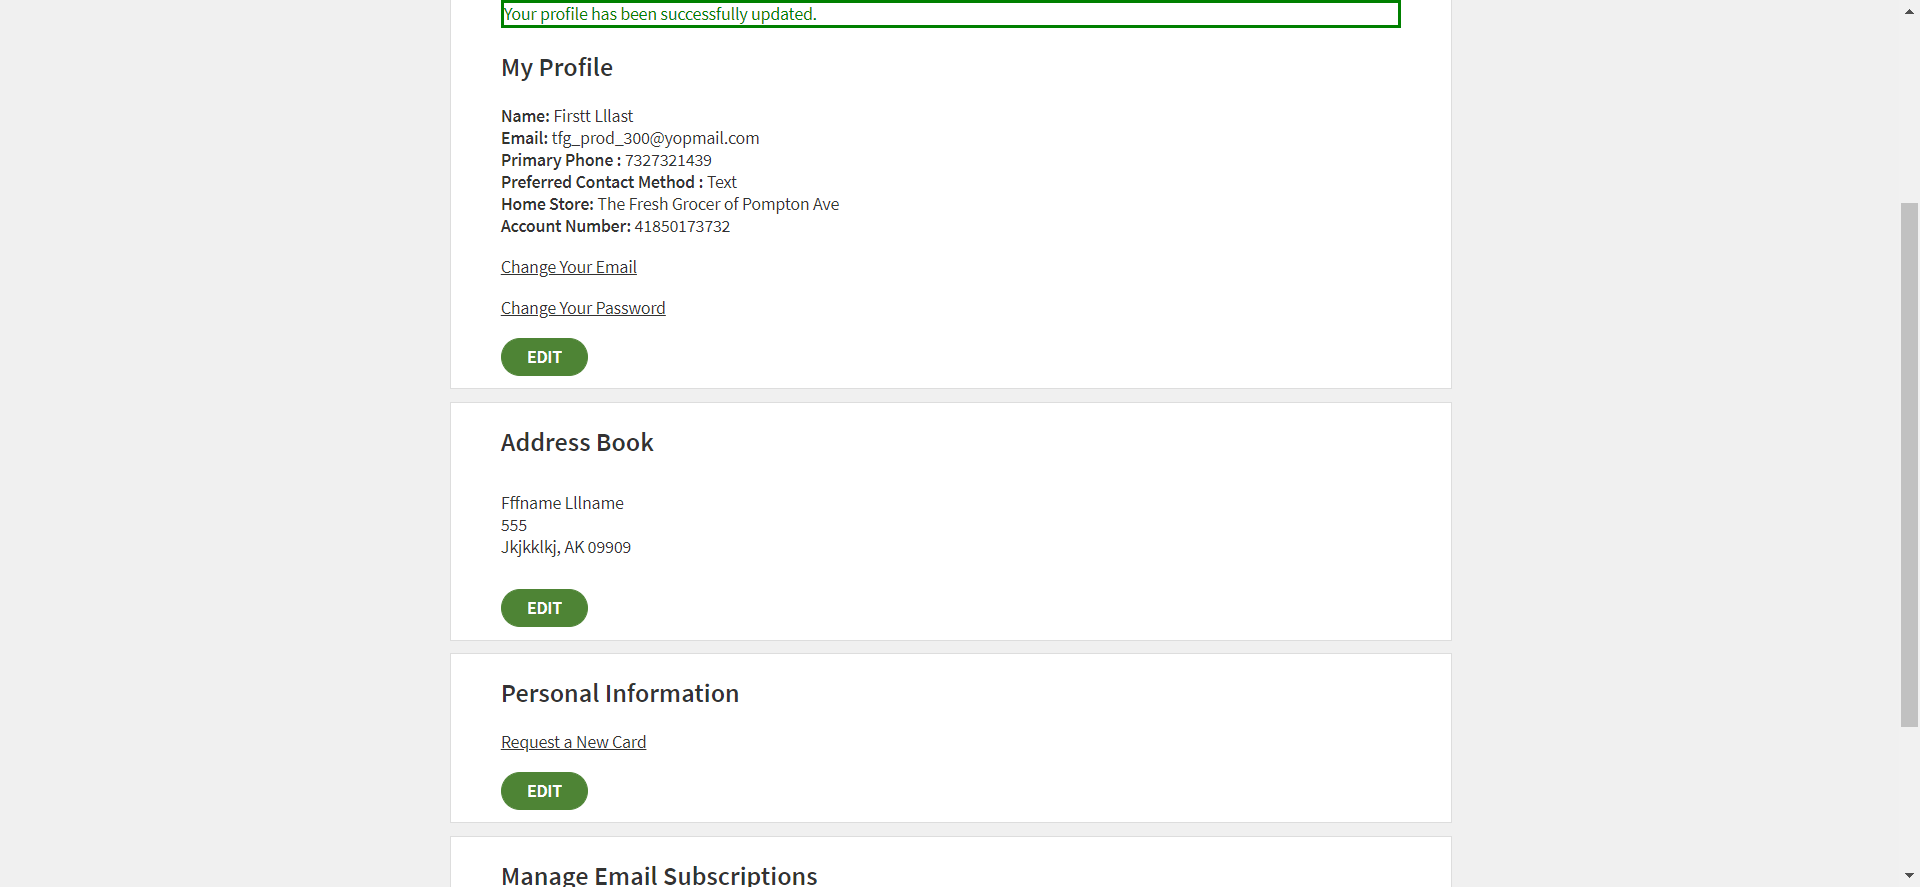 Your profile has been successfully updated.
My Profile
Name: Firstt Lllast
Email: tfg_prod_300@yopmail.com
Primary Phone : 7327321439
Preferred Contact Method : Text
Home Store: The Fresh Grocer of Pompton Ave
Account Number: 41850173732
Change Your Email
Change Your Password
EDIT
Address Book
Fffname Lllname
555
Jkjkklkj, AK 09909
EDIT
Personal Information
Request a New Card
EDIT
Manage Email Subscriptions